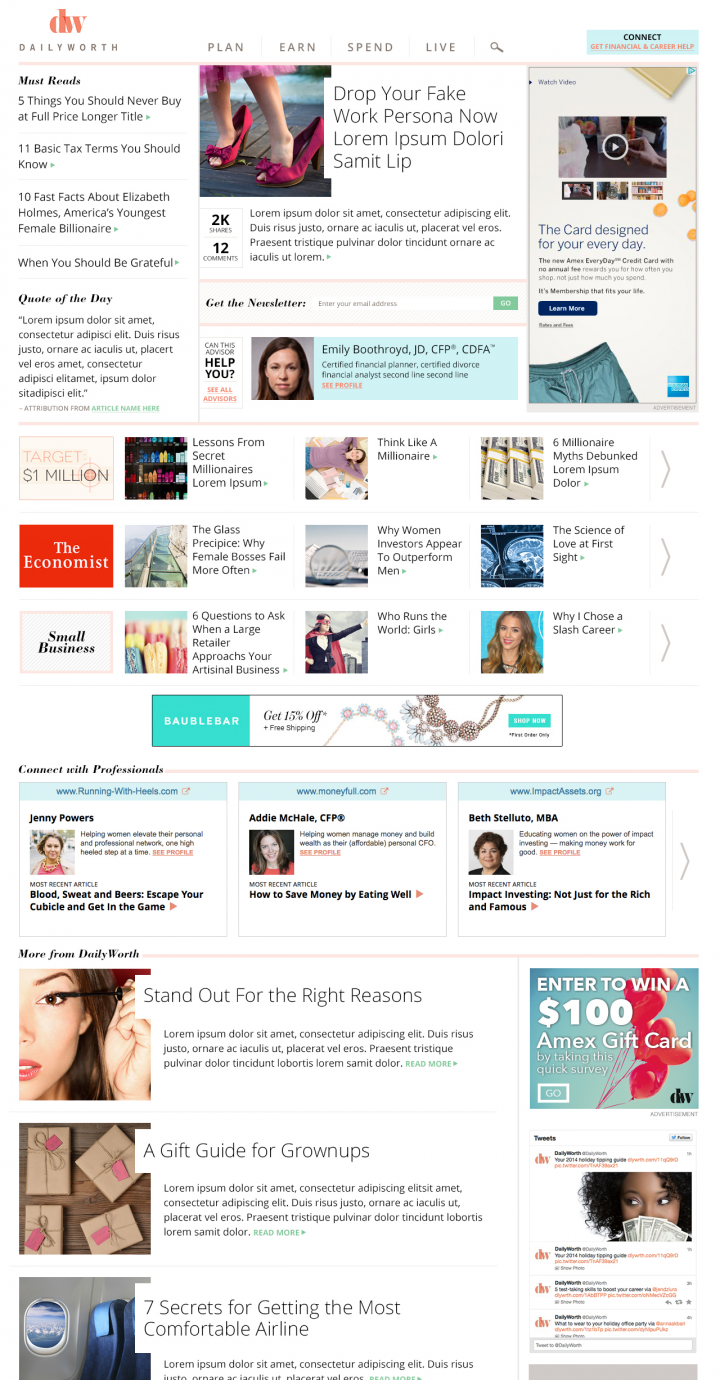 dw
DAILYWORTH
PLAN
EARN
SPEND
LIVE
CONNECT
GET FINANCIAL & CAREER HELP
Must Reads
5 Things You Should Never Buy
at Full Price Longer Title
11 Basic Tax Terms You Should
Know
10 Fast Facts About Elizabeth
Holmes, America's Youngest
Female Billionaire
When You Should Be Grateful
Quote of the Day
“Lorem ipsum dolor sit amet,
consectetur adipisci elit. Duis risus
justo, ornare ac iaculis ut, placert
vel eros amet, consectetur
adipisci elitamet, ipsum dolor
sitadipisci elit.”
– ATTRIBUTION FROM ARTICLE NAME HERE
Drop Your Fake
Work Persona Now
Lorem Ipsum Dolori
Samit Lip
2K
SHARES
12
COMMENTS
Lorem ipsum dolor sit amet, consectetur adipiscing elit.
Duis risus justo, ornare ac iaculis ut, placerat vel eros.
Praesent tristique pulvinar dolor tincidunt ornare ac
iaculis ut lorem.
Get the Newsletter:
Enter your email address
GO
CAN THIS
ADVISOR
HELP
YOU?
SEE ALL
ADVISORS
Emily Boothroyd, JD, CFP®, CDFA™
Certified financial planner, certified divorce
financial analyst second line second line
SEE PROFILE
Watch Video
The Card designed
for your every day.
The new Amex EveryDay℠ Credit Card with
no annual fee rewards you for how often you
shop, not just how much you spend.
It's Membership that fits your life.
Learn More
Rates and Fees
ADVERTISEMENT
TARGET:
$1 MILLION
Lessons From
Secret
Millionaires
Lorem Ipsum
Think Like A
Millionaire
6 Millionaire
Myths Debunked
Lorem Ipsum
Dolor
The
Economist
The Glass
Precipice: Why
Female Bosses Fail
More Often
Why Women
Investors Appear
To Outperform
Men
The Science of
Love at First
Sight
Small
Business
6 Questions to Ask
When a Large
Retailer
Approachs Your
Artisinal Business
Who Runs the
World: Girls
Why I Chose a
Slash Career
BAUBLEBAR
Get 15% Off*
+ Free Shipping
SHOP NOW
*First Order Only
Connect with Professionals
www.Running-With-Heels.com
Jenny Powers
Helping women elevate their personal
and professional network, one high
heeled step at a time. SEE PROFILE
MOST RECENT ARTICLE
Blood, Sweat and Beers: Escape Your
Cubicle and Get In the Game
www.moneyfull.com
Addie McHale, CFP®
Helping women manage money and build
wealth as their (affordable) personal CFO.
SEE PROFILE
MOST RECENT ARTICLE
How to Save Money by Eating Well
www.ImpactAssets.org
Beth Stelluto, MBA
Educating women on the power of impact
investing — making money work for
good. SEE PROFILE
MOST RECENT ARTICLE
Impact Investing: Not Just for the Rich
and Famous
More from DailyWorth
Stand Out For the Right Reasons
Lorem ipsum dolor sit amet, consectetur adipiscing elit. Duis risus
justo, ornare ac iaculis ut, placerat vel eros. Praesent tristique
pulvinar dolor tincidunt lobortis lorem samit dolor. READ MORE
A Gift Guide for Grownups
Lorem ipsum dolor sit amet, consectetur adipiscing elitsit amet,
consectetur adipiscing elit. Duis risus justo, ornare ac iaculis ut,
placerat vel eros. Praesent tristique pulvinar dolor tincidunt lobortis
lorem samit dolor. READ MORE
7 Secrets for Getting the Most
Comfortable Airline
Lorem ipsum dolor sit amet, consectetur adipiscing elit. Duis risus
justo, ornare ac iaculis ut, placerat vel eros. READ MORE
ENTER TO WIN A
$100
Amex Gift Card
by taking this
quick survey
GO
dw
ADVERTISEMENT
Tweets
Follow
DailyWorth @DailyWorth
Your 2014 holiday tipping guide
DailyWorth @DailyWorth
Your 2014 holiday tipping guide
Show Photo
DailyWorth @DailyWorth
5 test-taking skills to boost your career via
Show Photo
DailyWorth @DailyWorth
What to wear to your holiday office party via
Show Photo
Tweet to @DailyWorth